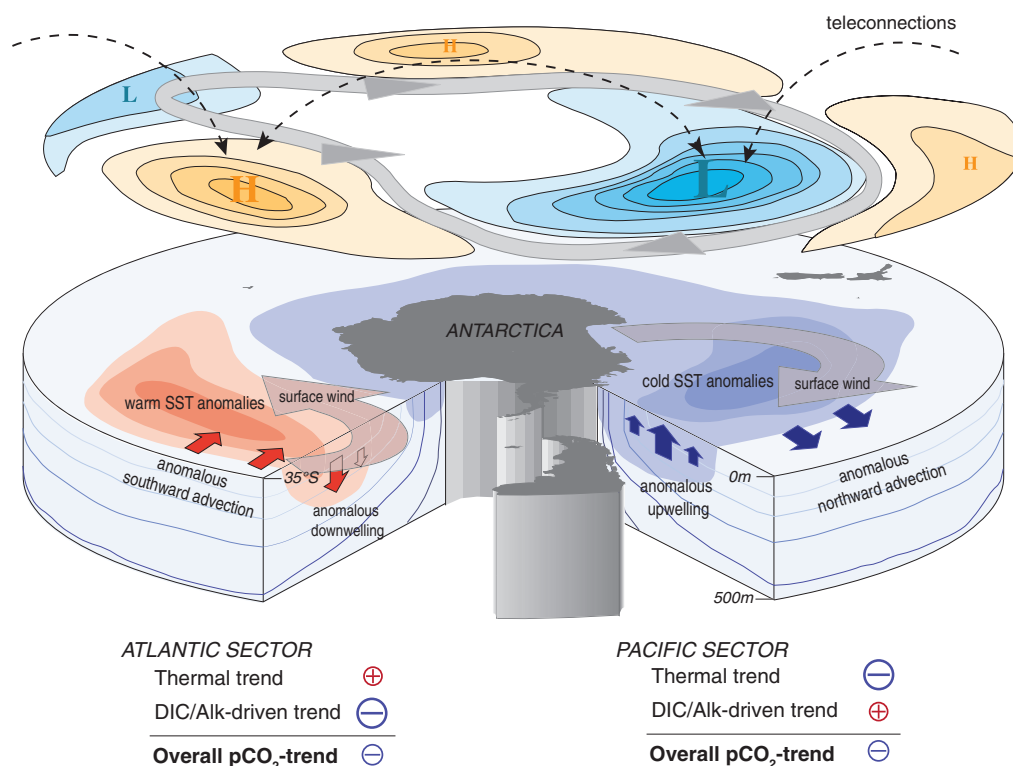 teleconnections
H
L
H
L
H
ANTARCTICA
warm SST anomalies
surface wind
cold SST anomalies
surface wind
anomalous
southward advection
35°S
anomalous
downwelling
anomalous
upwelling
0m
anomalous
northward advection
500m
ATLANTIC SECTOR
Thermal trend ⊕
DIC/Alk-driven trend ⊖
Overall pCO₂-trend ⊖
PACIFIC SECTOR
Thermal trend ⊖
DIC/Alk-driven trend ⊕
Overall pCO₂-trend ⊖